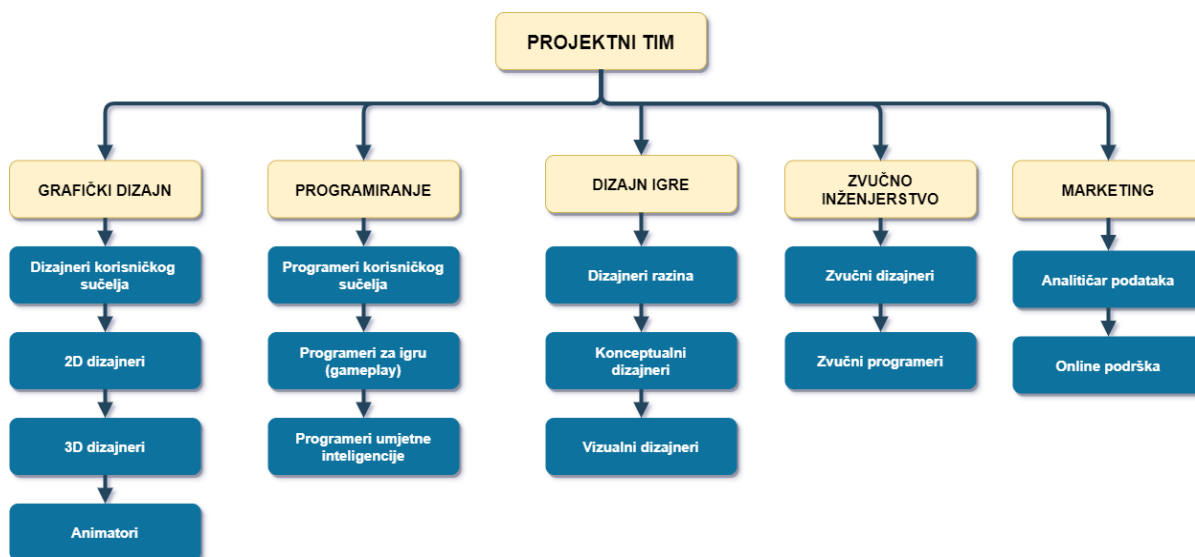 PROJEKTNI TIM
GRAFIČKI DIZAJN
Dizajneri korisničkog
sučelja
2D dizajneri
3D dizajneri
Animatori
PROGRAMIRANJE
Programeri korisničkog
sučelja
Programeri za igru
(gameplay)
Programeri umjetne
inteligencije
DIZAJN IGRE
Dizajneri razina
Konceptualni
dizajneri
Vizualni dizajneri
ZVUČNO
INŽENJERSTVO
Zvučni dizajneri
Zvučni programeri
MARKETING
Analitičar podataka
Online podrška